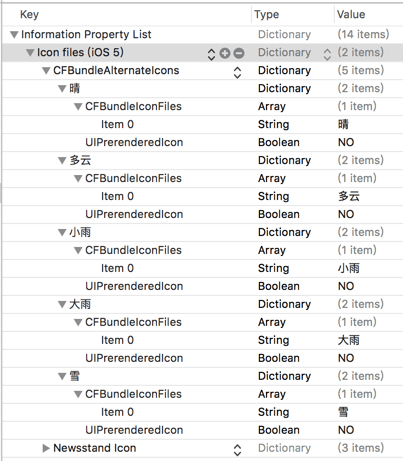 Key Type Value
Information Property List Dictionary (14 items)
Icon files (iOS 5) Dictionary (2 items)
CFBundleAlternateIcons Dictionary (5 items)
晴 Dictionary (2 items)
CFBundleIconFiles Array (1 item)
Item 0 String 晴
UIPrerenderedIcon Boolean NO
多云 Dictionary (2 items)
CFBundleIconFiles Array (1 item)
Item 0 String 多云
UIPrerenderedIcon Boolean NO
小雨 Dictionary (2 items)
CFBundleIconFiles Array (1 item)
Item 0 String 小雨
UIPrerenderedIcon Boolean NO
大雨 Dictionary (2 items)
CFBundleIconFiles Array (1 item)
Item 0 String 大雨
UIPrerenderedIcon Boolean NO
雪 Dictionary (2 items)
CFBundleIconFiles Array (1 item)
Item 0 String 雪
UIPrerenderedIcon Boolean NO
Newsstand Icon Dictionary (3 items)